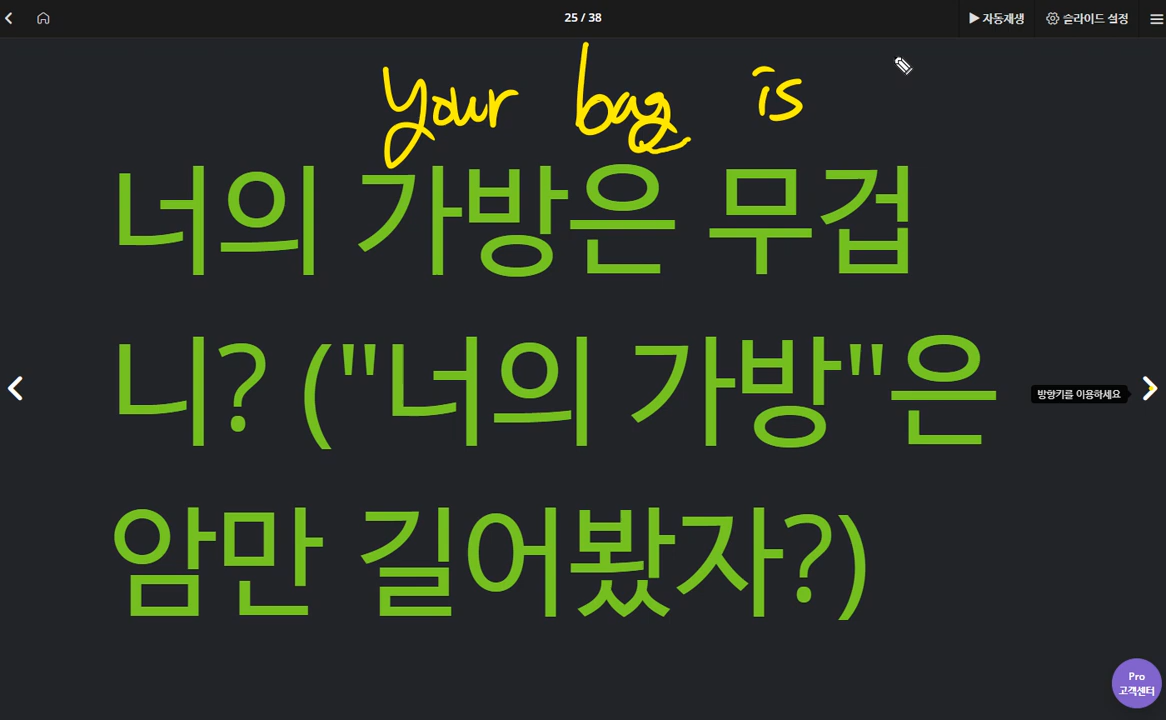 25 / 38
자동재생
슬라이드 설정
your bag is
너의 가방은 무겁
니? ("너의 가방"은
방향키를 이용하세요
암만 길어봤자?)
Pro
고객센터